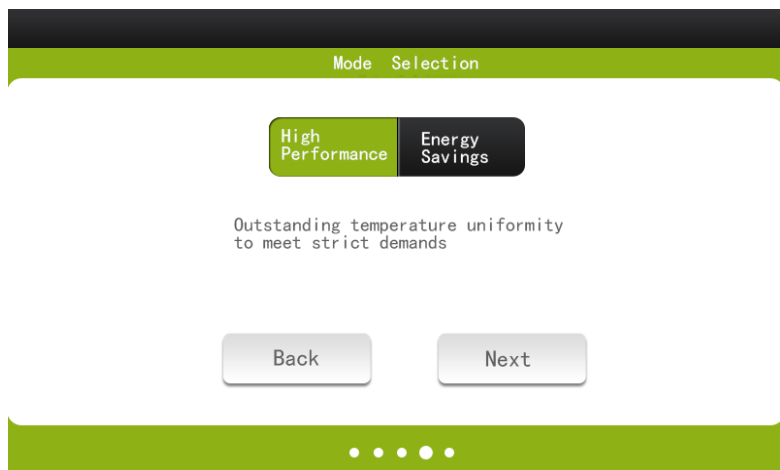 Mode Selection
High
Performance
Energy
Savings
Outstanding temperature uniformity
to meet strict demands
Back
Next